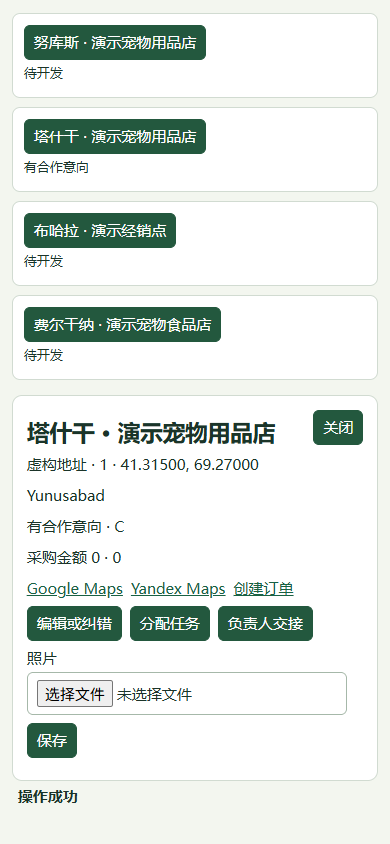 努库斯 · 演示宠物用品店
待开发
塔什干 · 演示宠物用品店
有合作意向
布哈拉 · 演示经销点
待开发
费尔干纳 · 演示宠物食品店
待开发
塔什干 · 演示宠物用品店
关闭
虚构地址 · 1 · 41.31500, 69.27000
Yunusabad
有合作意向 · C
采购金额 0 · 0
Google Maps Yandex Maps 创建订单
编辑或纠错 分配任务 负责人交接
照片
选择文件 未选择文件
保存
操作成功